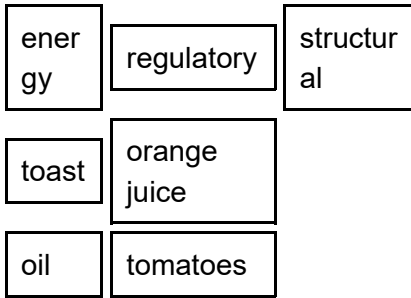 ener
gy
regulatory
structur
al
toast
orange
juice
oil
tomatoes